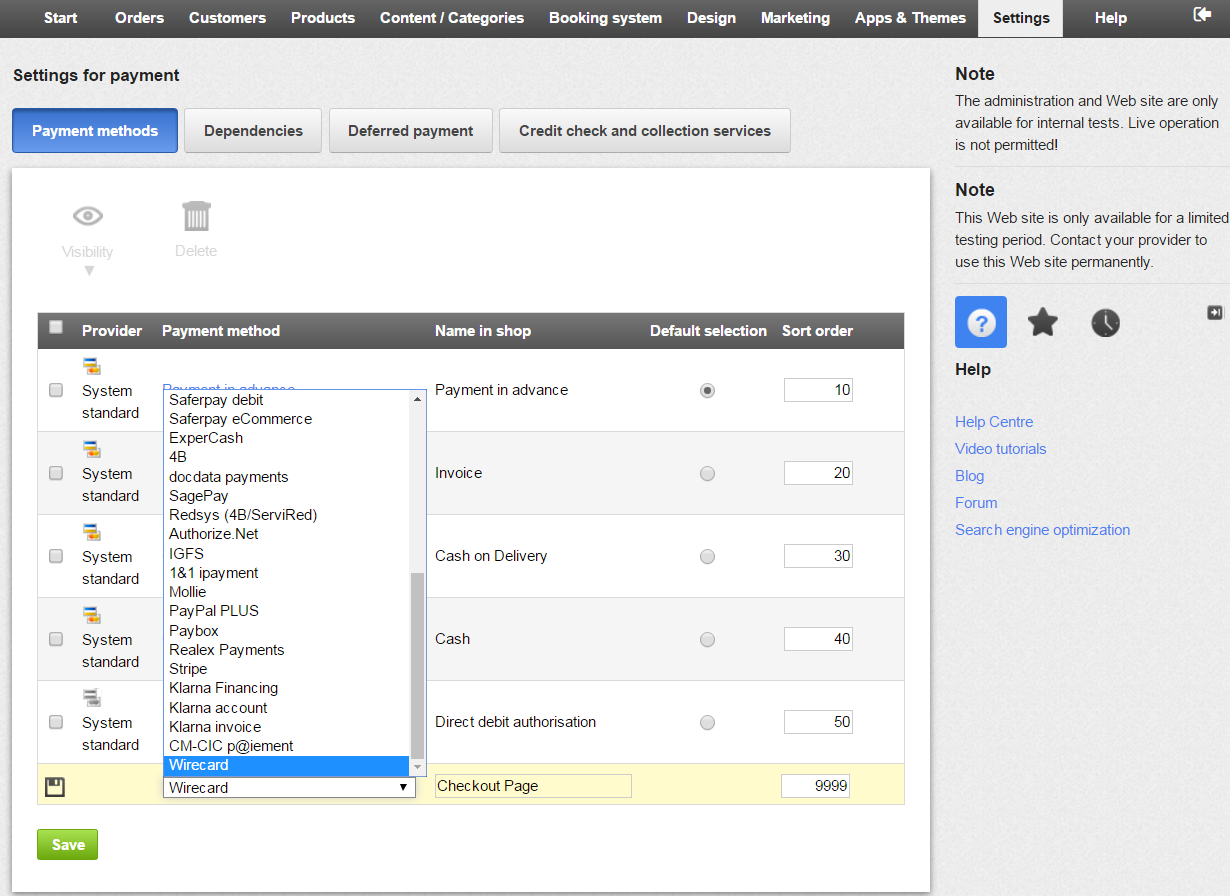 Start Orders Customers Products Content / Categories Booking system Design Marketing Apps & Themes Settings Help
Settings for payment
Payment methods Dependencies Deferred payment Credit check and collection services
Visibility Delete
Provider Payment method Name in shop Default selection Sort order
System standard
Payment in advance
Payment in advance
10
System standard
Invoice
20
System standard
Cash on Delivery
30
System standard
Cash
40
System standard
Direct debit authorisation
50
Saferpay debit
Saferpay eCommerce
ExperCash
4B
docdata payments
SagePay
Redsys (4B/ServiRed)
Authorize.Net
IGFS
1&1 ipayment
Mollie
PayPal PLUS
Paybox
Realex Payments
Stripe
Klarna Financing
Klarna account
Klarna invoice
CM-CIC p@iement
Wirecard
Wirecard Checkout Page 9999
Save
Note
The administration and Web site are only
available for internal tests. Live operation
is not permitted!
Note
This Web site is only available for a limited
testing period. Contact your provider to
use this Web site permanently.
Help
Help Centre
Video tutorials
Blog
Forum
Search engine optimization